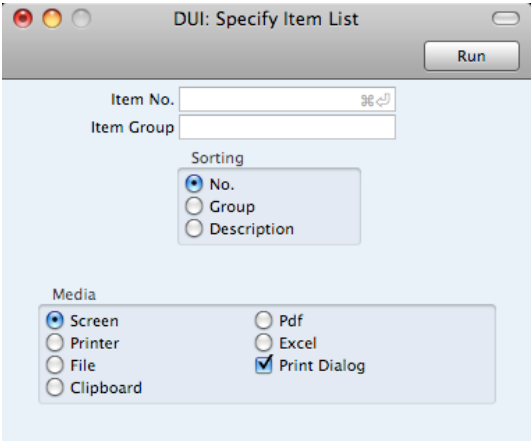 DUI: Specify Item List
Run
Item No. ⌘⏎
Item Group
Sorting
No.
Group
Description
Media
Screen Pdf
Printer Excel
File Print Dialog
Clipboard